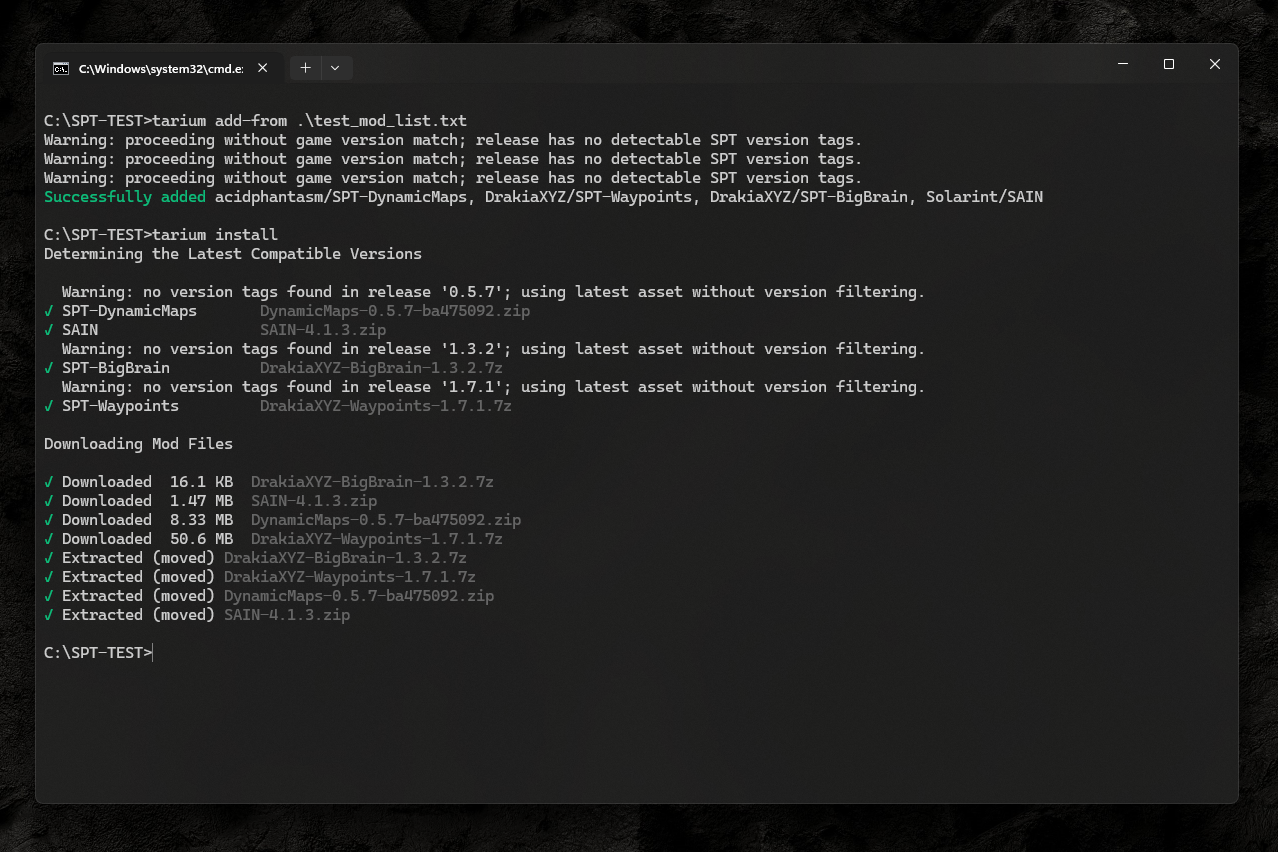 C:\Windows\system32\cmd.e:
C:\SPT-TEST>tarium add-from .\test_mod_list.txt
Warning: proceeding without game version match; release has no detectable SPT version tags.
Warning: proceeding without game version match; release has no detectable SPT version tags.
Warning: proceeding without game version match; release has no detectable SPT version tags.
Successfully added acidphantasm/SPT-DynamicMaps, DrakiaXYZ/SPT-Waypoints, DrakiaXYZ/SPT-BigBrain, Solarint/SAIN
C:\SPT-TEST>tarium install
Determining the Latest Compatible Versions
Warning: no version tags found in release '0.5.7'; using latest asset without version filtering.
✓ SPT-DynamicMaps DynamicMaps-0.5.7-ba475092.zip
✓ SAIN SAIN-4.1.3.zip
Warning: no version tags found in release '1.3.2'; using latest asset without version filtering.
✓ SPT-BigBrain DrakiaXYZ-BigBrain-1.3.2.7z
Warning: no version tags found in release '1.7.1'; using latest asset without version filtering.
✓ SPT-Waypoints DrakiaXYZ-Waypoints-1.7.1.7z
Downloading Mod Files
✓ Downloaded 16.1 KB DrakiaXYZ-BigBrain-1.3.2.7z
✓ Downloaded 1.47 MB SAIN-4.1.3.zip
✓ Downloaded 8.33 MB DynamicMaps-0.5.7-ba475092.zip
✓ Downloaded 50.6 MB DrakiaXYZ-Waypoints-1.7.1.7z
✓ Extracted (moved) DrakiaXYZ-BigBrain-1.3.2.7z
✓ Extracted (moved) DrakiaXYZ-Waypoints-1.7.1.7z
✓ Extracted (moved) DynamicMaps-0.5.7-ba475092.zip
✓ Extracted (moved) SAIN-4.1.3.zip
C:\SPT-TEST>